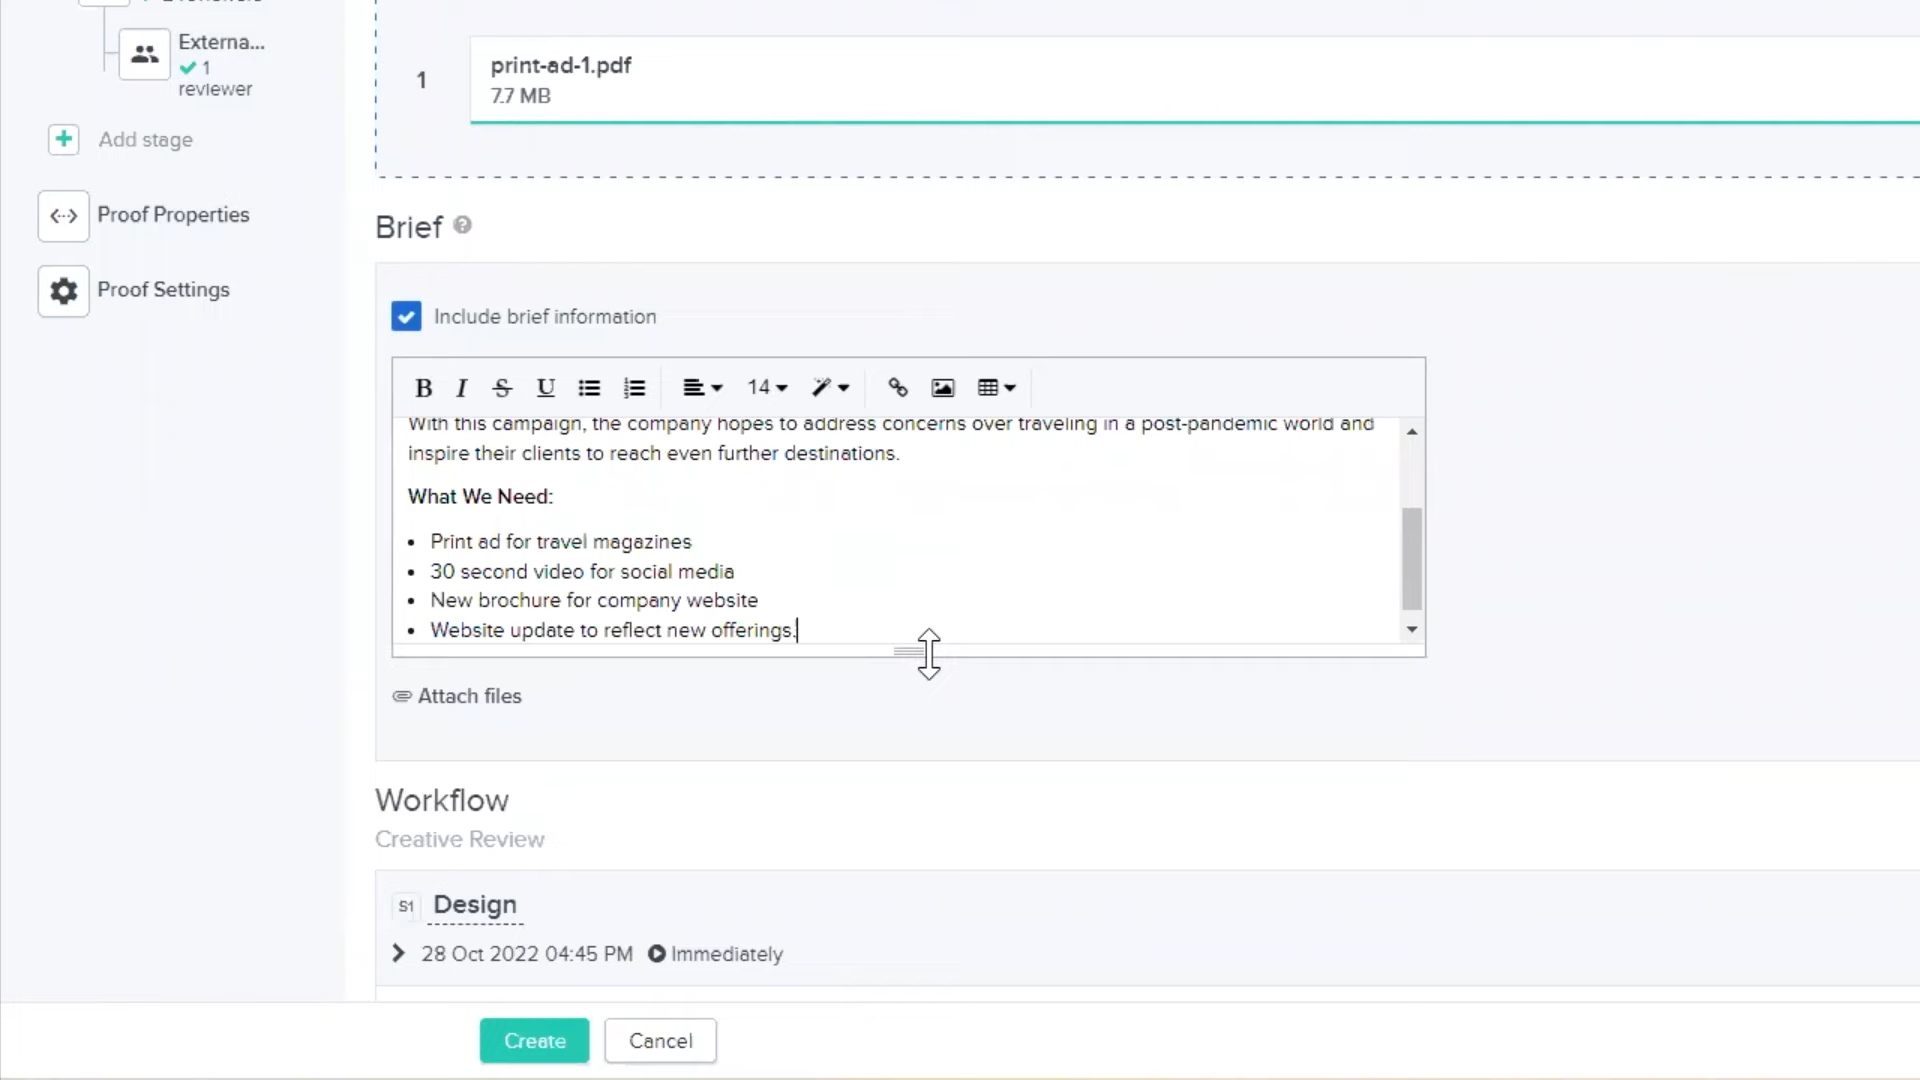 Externa...
1
reviewer
Add stage
Proof Properties
Proof Settings
1
print-ad-1.pdf
7.7 MB
Brief
Include brief information
B I S U 14
With this campaign, the company hopes to address concerns over traveling in a post-pandemic world and
inspire their clients to reach even further destinations.
What We Need:
• Print ad for travel magazines
• 30 second video for social media
• New brochure for company website
• Website update to reflect new offerings.
Attach files
Workflow
Creative Review
S1 Design
28 Oct 2022 04:45 PM Immediately
Create Cancel